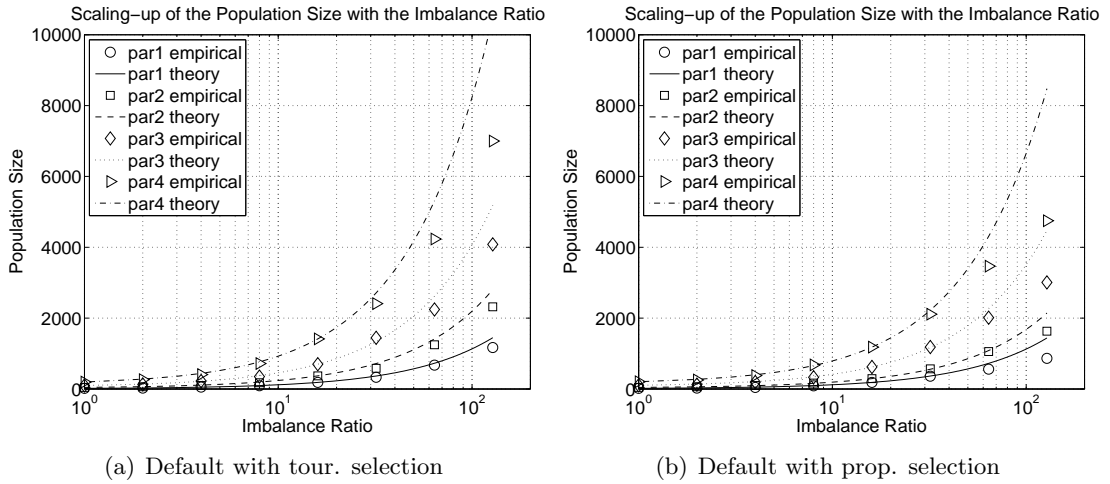 Scaling-up of the Population Size with the Imbalance Ratio
10000
8000
6000
4000
2000
0
Population Size
par1 empirical
par1 theory
par2 empirical
par2 theory
par3 empirical
par3 theory
par4 empirical
par4 theory
10^0
10^1
10^2
Imbalance Ratio
(a) Default with tour. selection
Scaling-up of the Population Size with the Imbalance Ratio
10000
8000
6000
4000
2000
0
Population Size
par1 empirical
par1 theory
par2 empirical
par2 theory
par3 empirical
par3 theory
par4 empirical
par4 theory
10^0
10^1
10^2
Imbalance Ratio
(b) Default with prop. selection